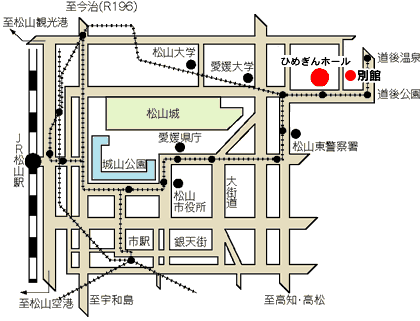 至今治(R196)
至松山観光港
松山大学
愛媛大学
ひめぎんホール
別館
道後温泉
道後公園
松山城
愛媛県庁
城山公園
松山東警察署
JR松山駅
松山
市役所
大街道
市駅
銀天街
至松山空港
至宇和島
至高知・高松